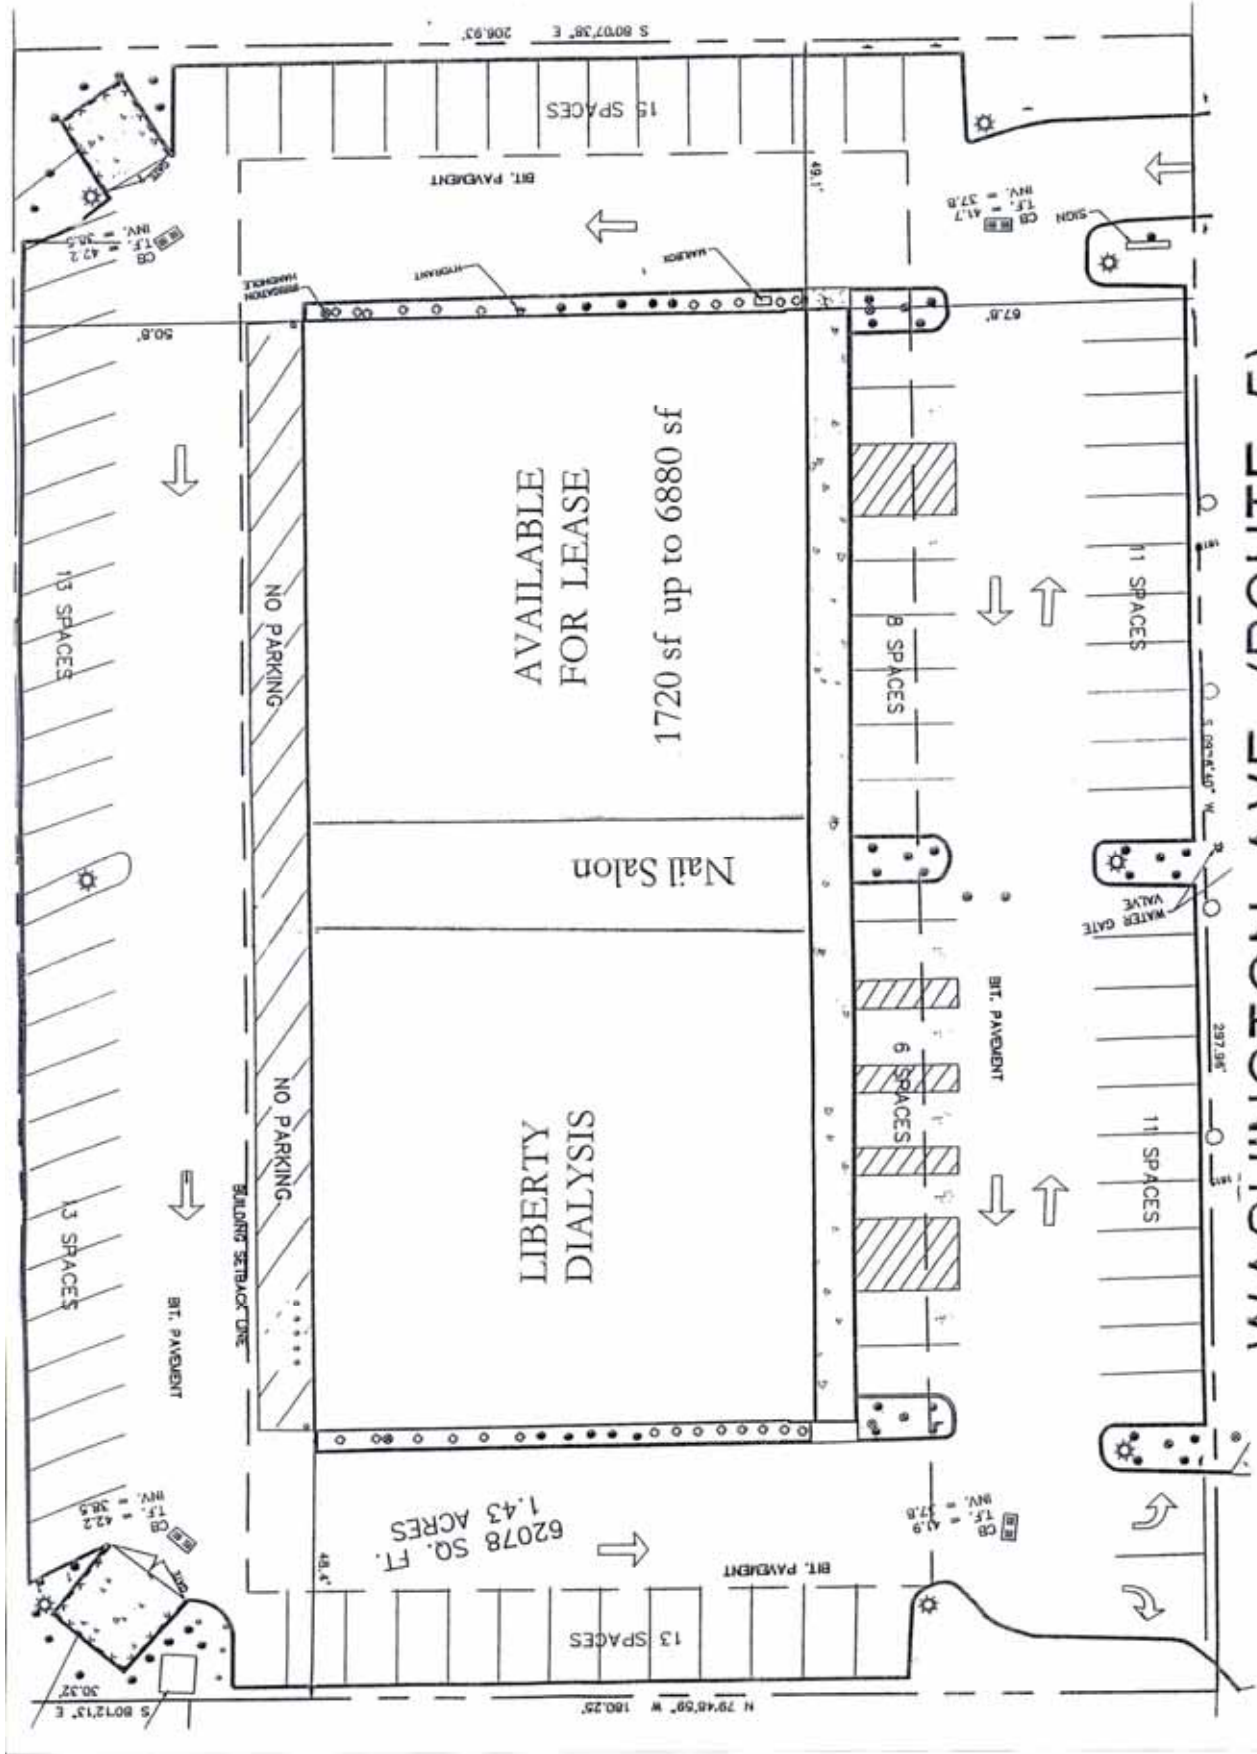 S 80°07'38" E 206.93'
15 SPACES
BIT. PAVEMENT
GATE
CB
T.F. = 42.2
INV. = 38.5
49.1'
CB
T.F. = 41.7
INV. = 37.8
SIGN
IRRIGATION
HANDHOLE
HYDRANT
MAILBOX
50.8'
67.8'
13 SPACES
NO PARKING
AVAILABLE
FOR LEASE
1720 sf up to 6880 sf
8 SPACES
11 SPACES
Nail Salon
WATER GATE
VALVE
297.96'
BIT. PAVEMENT
6 SPACES
11 SPACES
NO PARKING
LIBERTY
DIALYSIS
13 SPACES
BUILDING SETBACK LINE
BIT. PAVEMENT
CB
T.F. = 42.2
INV. = 38.5
62078 SQ. FT.
1.43 ACRES
CB
T.F. = 41.9
INV. = 37.8
48.4'
BIT. PAVEMENT
GATE
13 SPACES
30.32'
S 80°12'13" E
N 79°48'59" W 180.25'